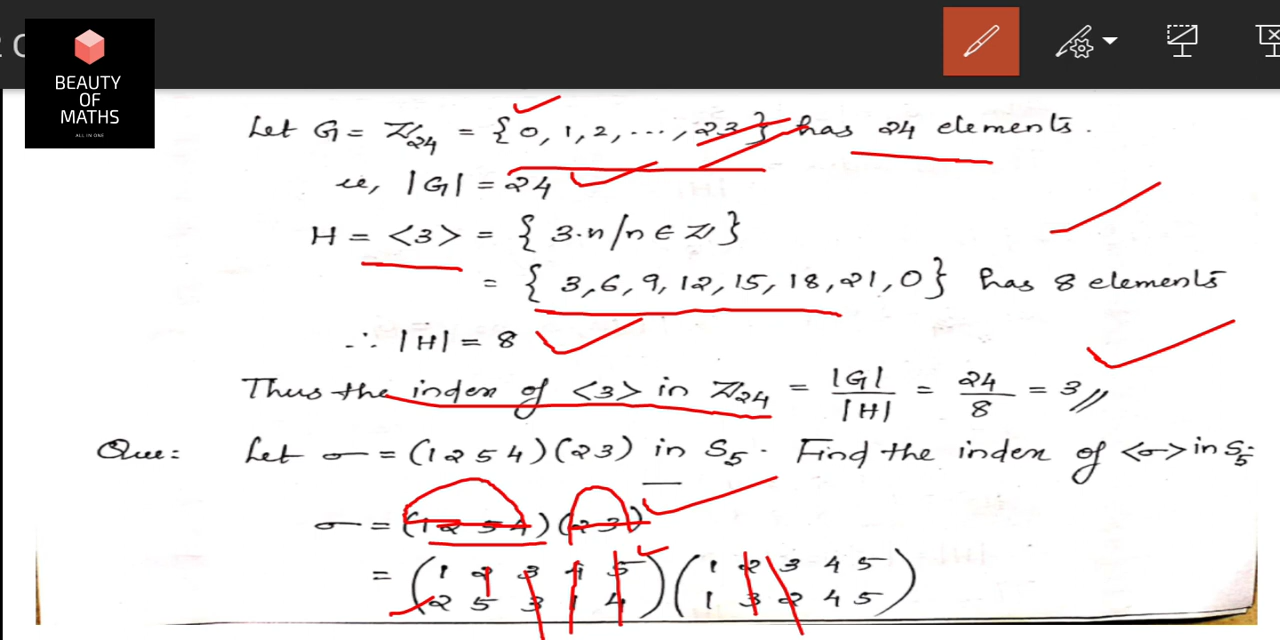 BEAUTY
OF
MATHS
ALL IN ONE
Let G = ℤ24 = {0, 1, 2, ..., 23} has 24 elements.
ie, |G| = 24
H = <3> = {3·n/n ∈ ℤ}
= {3, 6, 9, 12, 15, 18, 21, 0} has 8 elements
∴ |H| = 8
Thus the index of <3> in ℤ24 = |G|/|H| = 24/8 = 3//
Que: Let σ = (1 2 5 4)(2 3) in S5. Find the index of <σ> in S5.
σ = (1 2 5 4)(2 3)
= (1 2 3 4 5)(1 2 3 4 5)
(2 5 3 1 4)(1 3 2 4 5)